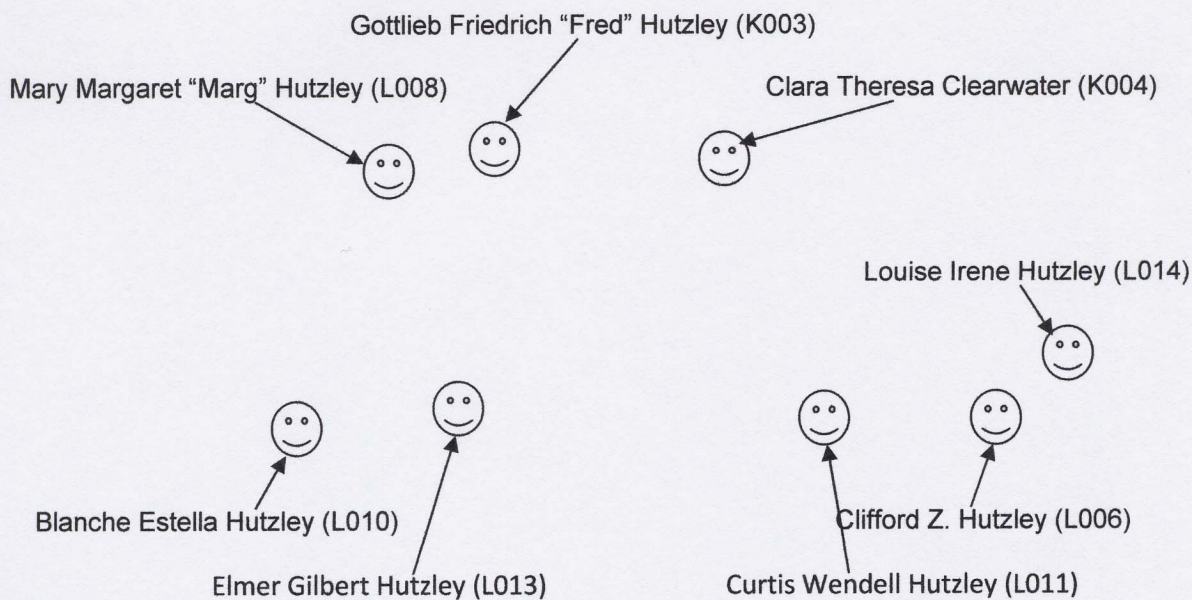 Gottlieb Friedrich “Fred” Hutzley (K003)
Mary Margaret “Marg” Hutzley (L008)
Clara Theresa Clearwater (K004)
Louise Irene Hutzley (L014)
Blanche Estella Hutzley (L010)
Clifford Z. Hutzley (L006)
Elmer Gilbert Hutzley (L013)
Curtis Wendell Hutzley (L011)